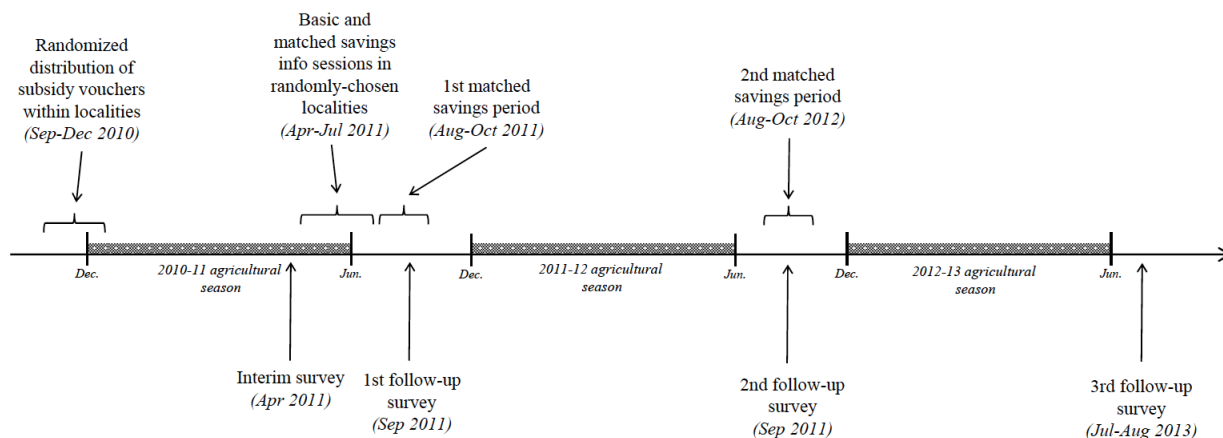 Randomized
distribution of
subsidy vouchers
within localities
(Sep-Dec 2010)
Basic and
matched savings
info sessions in
randomly-chosen
localities
(Apr-Jul 2011)
1st matched
savings period
(Aug-Oct 2011)
2nd matched
savings period
(Aug-Oct 2012)
Dec.
2010-11 agricultural
season
Jun.
Dec.
2011-12 agricultural
season
Jun.
Dec.
2012-13 agricultural
season
Jun.
Interim survey
(Apr 2011)
1st follow-up
survey
(Sep 2011)
2nd follow-up
survey
(Sep 2011)
3rd follow-up
survey
(Jul-Aug 2013)